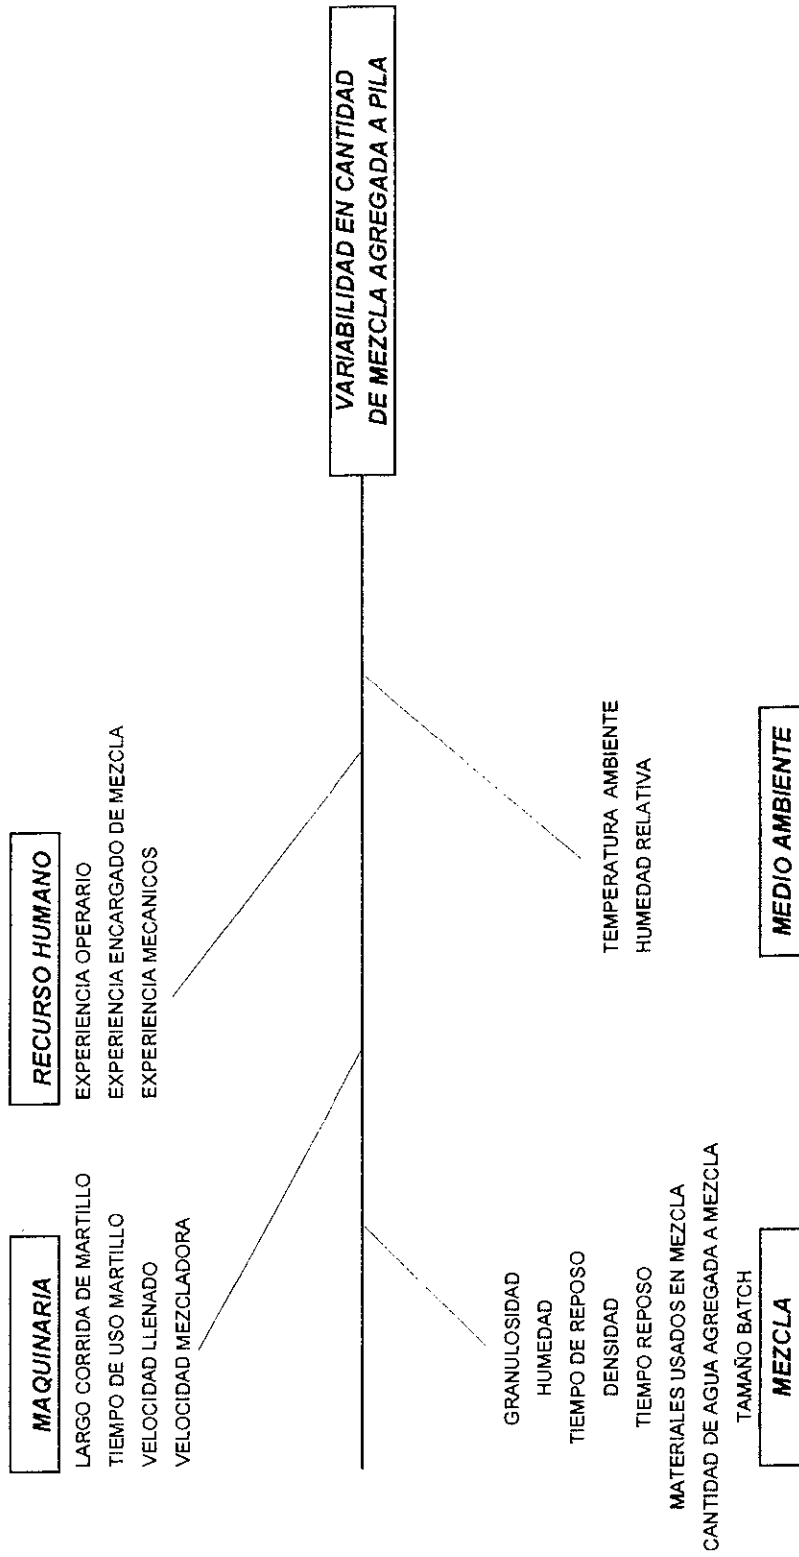 MAQUINARIA
LARGO CORRIDA DE MARTILLO
TIEMPO DE USO MARTILLO
VELOCIDAD LLENADO
VELOCIDAD MEZCLADORA
RECURSO HUMANO
EXPERIENCIA OPERARIO
EXPERIENCIA ENCARGADO DE MEZCLA
EXPERIENCIA MECANICOS
VARIABILIDAD EN CANTIDAD
DE MEZCLA AGREGADA A PILA
GRANULOSIDAD
HUMEDAD
TIEMPO DE REPOSO
DENSIDAD
TIEMPO REPOSO
MATERIALES USADOS EN MEZCLA
CANTIDAD DE AGUA AGREGADA A MEZCLA
TAMAÑO BATCH
MEZCLA
TEMPERATURA AMBIENTE
HUMEDAD RELATIVA
MEDIO AMBIENTE